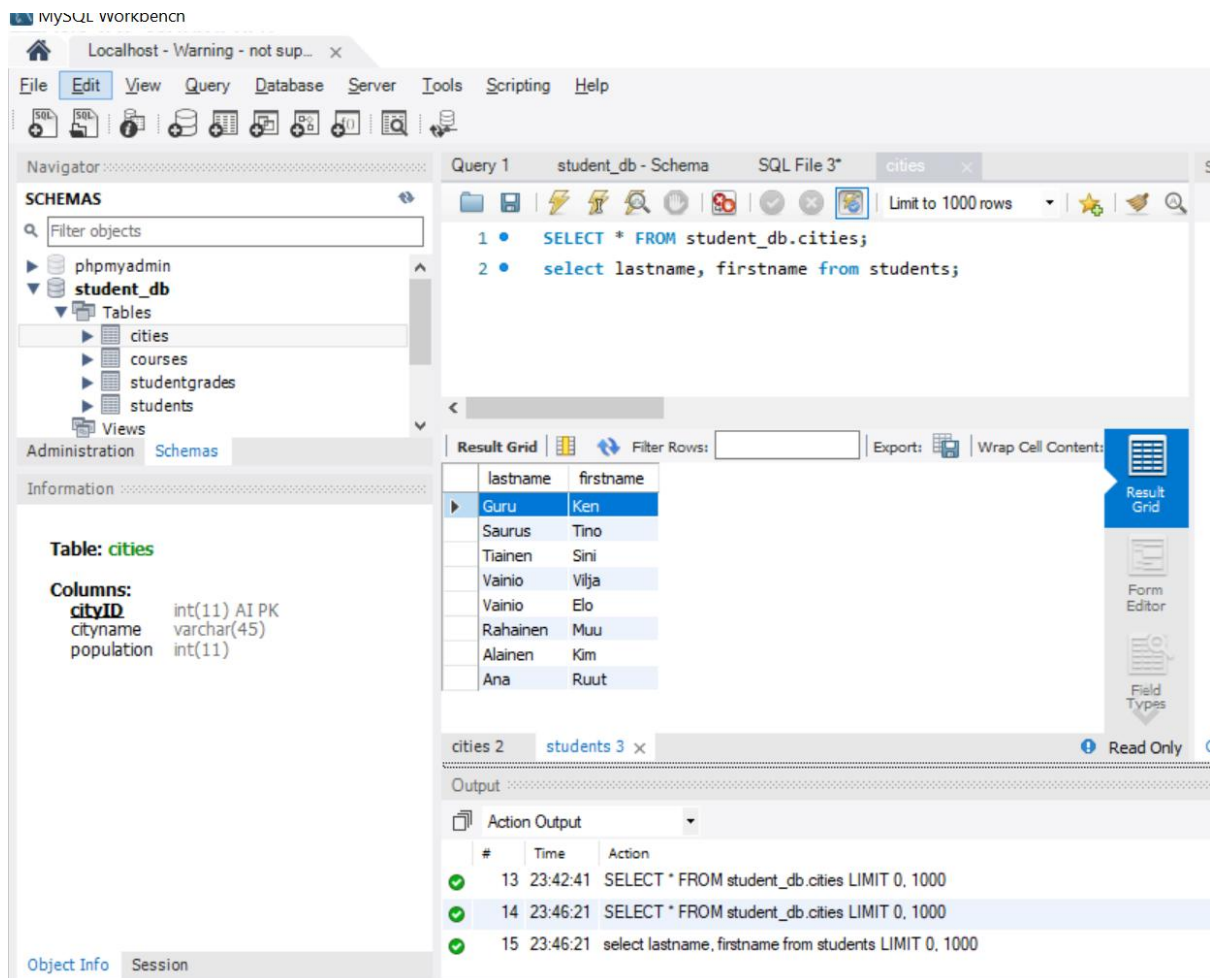 MySQL Workbench
Localhost - Warning - not sup...
File Edit View Query Database Server Tools Scripting Help
Navigator
SCHEMAS
Filter objects
phpmyadmin
student_db
Tables
cities
courses
studentgrades
students
Views
Administration Schemas
Information
Table: cities
Columns:
cityID int(11) AI PK
cityname varchar(45)
population int(11)
Object Info Session
Query 1 student_db - Schema SQL File 3* cities
Limit to 1000 rows
1 SELECT * FROM student_db.cities;
2 select lastname, firstname from students;
Result Grid Filter Rows: Export: Wrap Cell Content:
lastname firstname
Guru Ken
Saurus Tino
Tiainen Sini
Vainio Vilja
Vainio Elo
Rahainen Muu
Alainen Kim
Ana Ruut
Result
Grid
Form
Editor
Field
Types
cities 2 students 3 Read Only
Output
Action Output
# Time Action
13 23:42:41 SELECT * FROM student_db.cities LIMIT 0, 1000
14 23:46:21 SELECT * FROM student_db.cities LIMIT 0, 1000
15 23:46:21 select lastname, firstname from students LIMIT 0, 1000